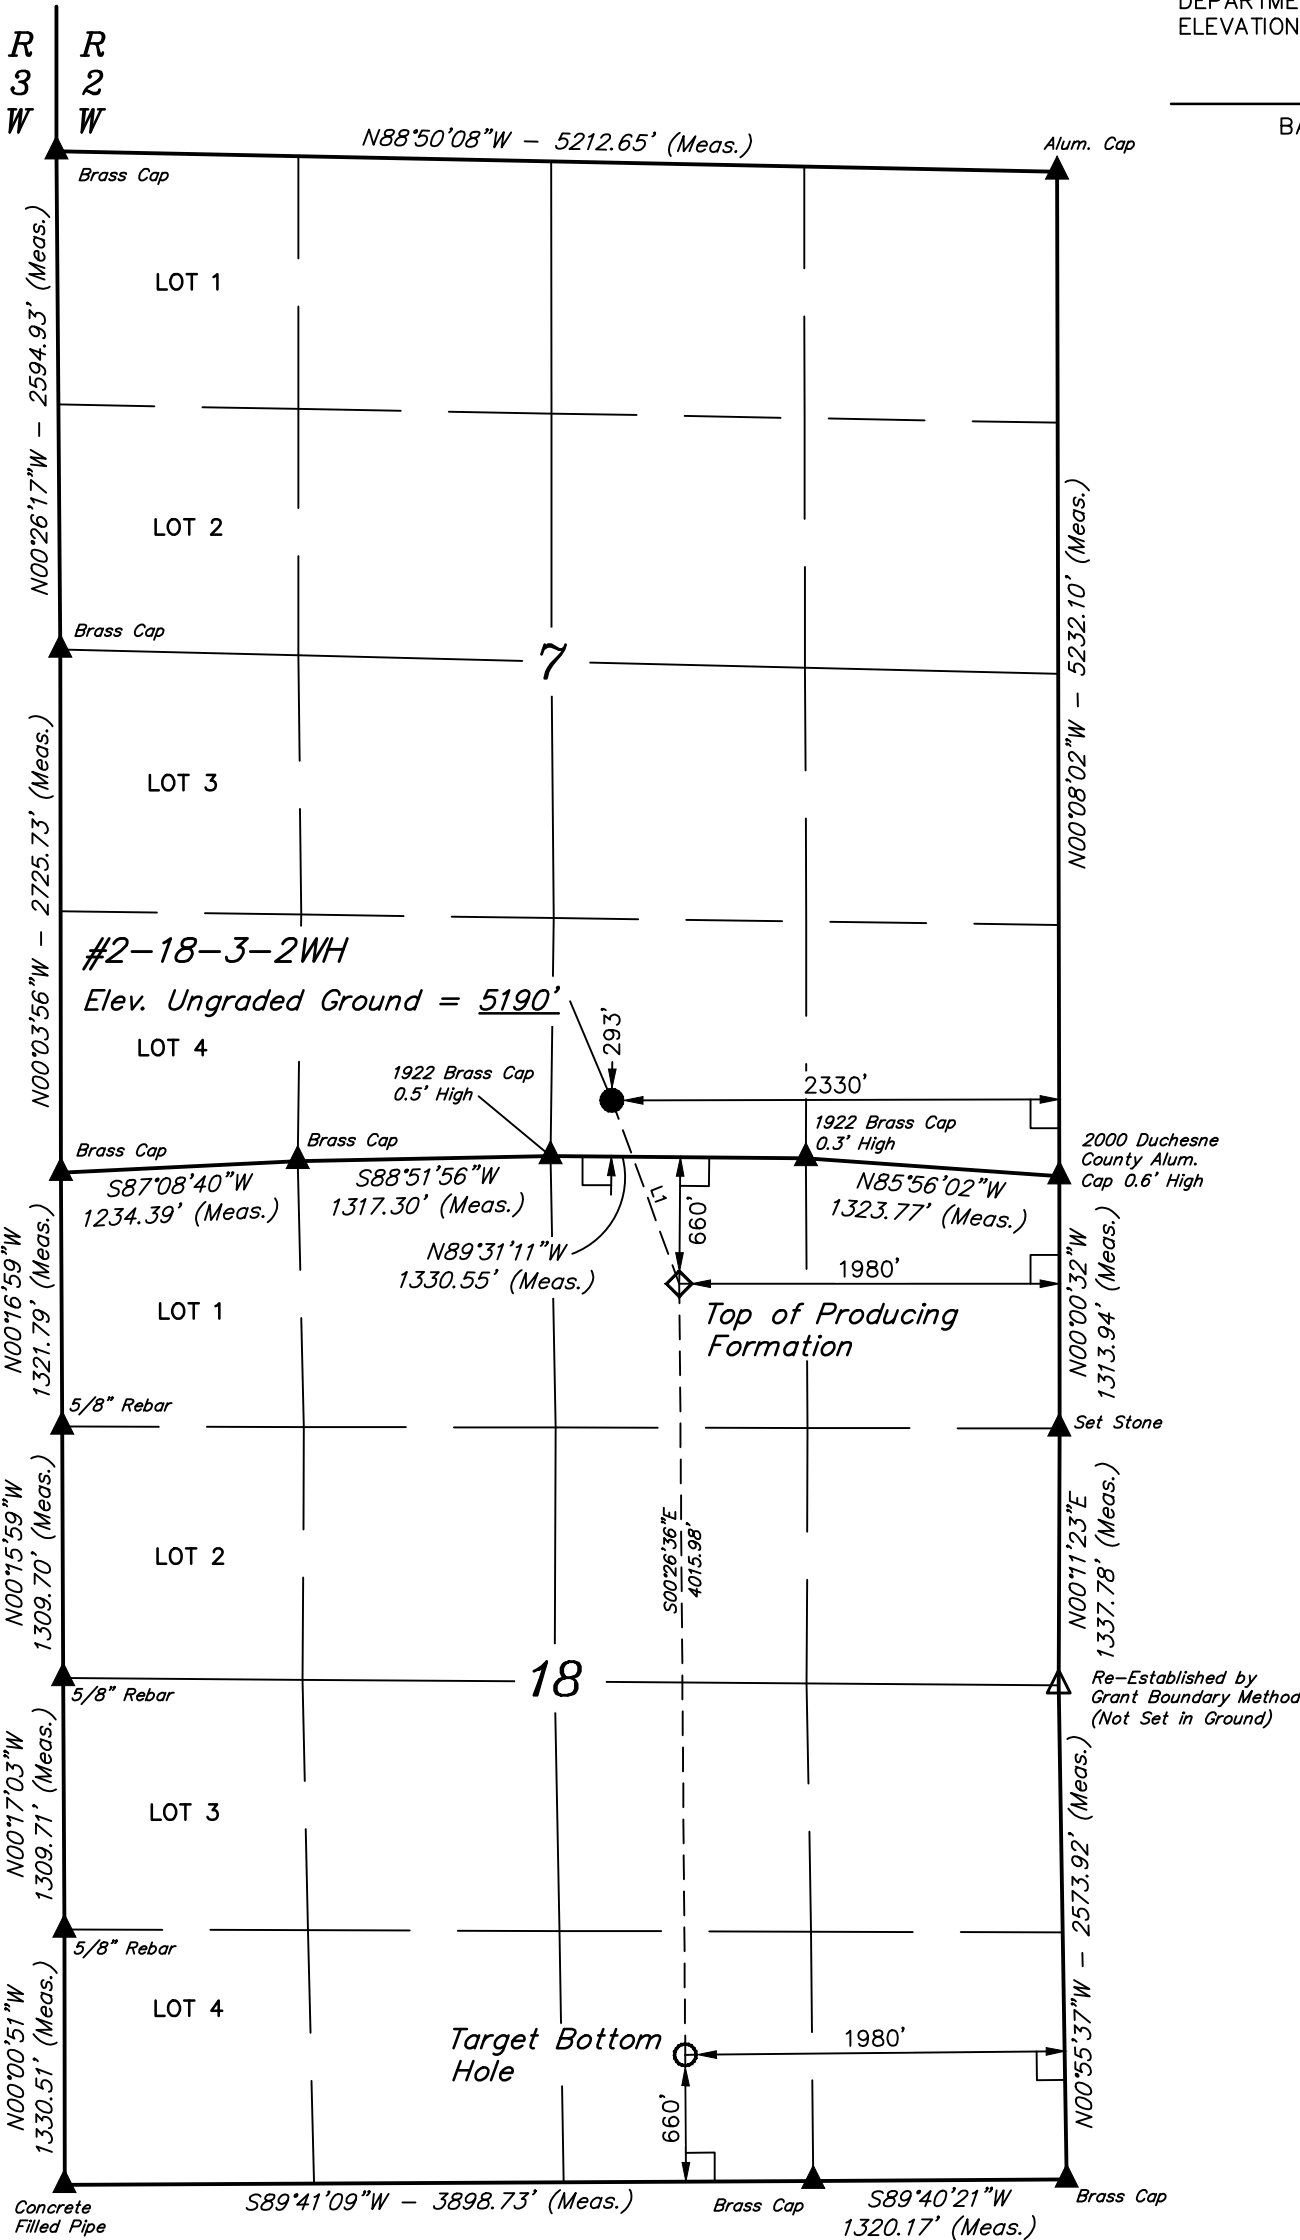 DEPARTME
ELEVATION
BA
R R
3 2
W W
N88°50'08"W - 5212.65' (Meas.)
Alum. Cap
Brass Cap
N00°26'17"W - 2594.93' (Meas.)
LOT 1
LOT 2
N00°08'02"W - 5232.10' (Meas.)
Brass Cap
7
N00°03'56"W - 2725.73' (Meas.)
LOT 3
#2-18-3-2WH
Elev. Ungraded Ground = 5190'
LOT 4
293'
2330'
1922 Brass Cap
0.5' High
1922 Brass Cap
0.3' High
2000 Duchesne
County Alum.
Cap 0.6' High
Brass Cap
Brass Cap
S87°08'40"W
1234.39' (Meas.)
S88°51'56"W
1317.30' (Meas.)
N89°31'11"W
1330.55' (Meas.)
L1
660'
N85°56'02"W
1323.77' (Meas.)
1980'
Top of Producing
Formation
N00°16'59"W
1321.79' (Meas.)
LOT 1
N00°00'32"W
1313.94' (Meas.)
5/8" Rebar
Set Stone
N00°15'59"W
1309.70' (Meas.)
LOT 2
S00°26'36"E
4015.98'
N00°11'23"E
1337.78' (Meas.)
5/8" Rebar
18
Re-Established by
Grant Boundary Method
(Not Set in Ground)
N00°17'03"W
1309.71' (Meas.)
LOT 3
N00°55'37"W - 2573.92' (Meas.)
5/8" Rebar
N00°00'51"W
1330.51' (Meas.)
LOT 4
Target Bottom
Hole
1980'
660'
Concrete
Filled Pipe
S89°41'09"W - 3898.73' (Meas.)
Brass Cap
S89°40'21"W
1320.17' (Meas.)
Brass Cap